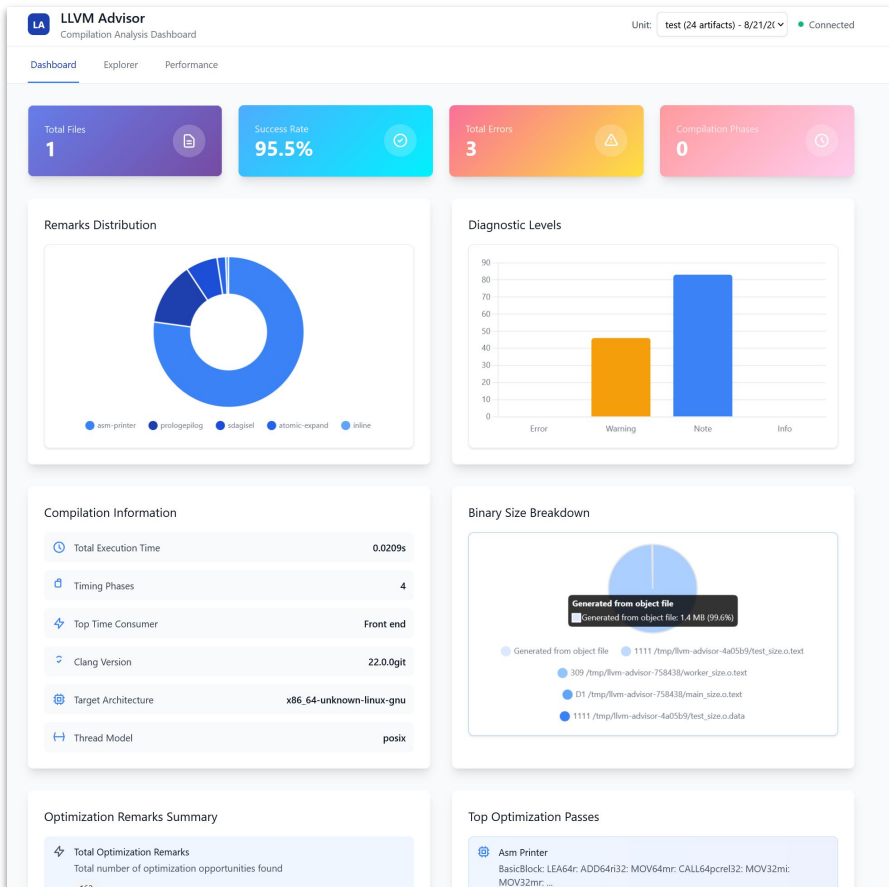 LA
LLVM Advisor
Compilation Analysis Dashboard
Unit:
test (24 artifacts) - 8/21/2(
Connected
Dashboard
Explorer
Performance
Total Files
1
Success Rate
95.5%
Total Errors
3
Compilation Phases
0
Remarks Distribution
asm-printer
prologepilog
sdagisel
atomic-expand
inline
Diagnostic Levels
90
80
70
60
50
40
30
20
10
0
Error
Warning
Note
Info
Compilation Information
Total Execution Time
0.0209s
Timing Phases
4
Top Time Consumer
Front end
Clang Version
22.0.0git
Target Architecture
x86_64-unknown-linux-gnu
Thread Model
posix
Binary Size Breakdown
Generated from object file
Generated from object file: 1.4 MB (99.6%)
Generated from object file
1111 /tmp/llvm-advisor-4a05b9/test_size.o.text
309 /tmp/llvm-advisor-758438/worker_size.o.text
D1 /tmp/llvm-advisor-758438/main_size.o.text
1111 /tmp/llvm-advisor-4a05b9/test_size.o.data
Optimization Remarks Summary
Total Optimization Remarks
Total number of optimization opportunities found
Top Optimization Passes
Asm Printer
BasicBlock: LEA64r: ADD64ri32: MOV64mr: CALL64pcrel32: MOV32mi:
MOV32mr: ...